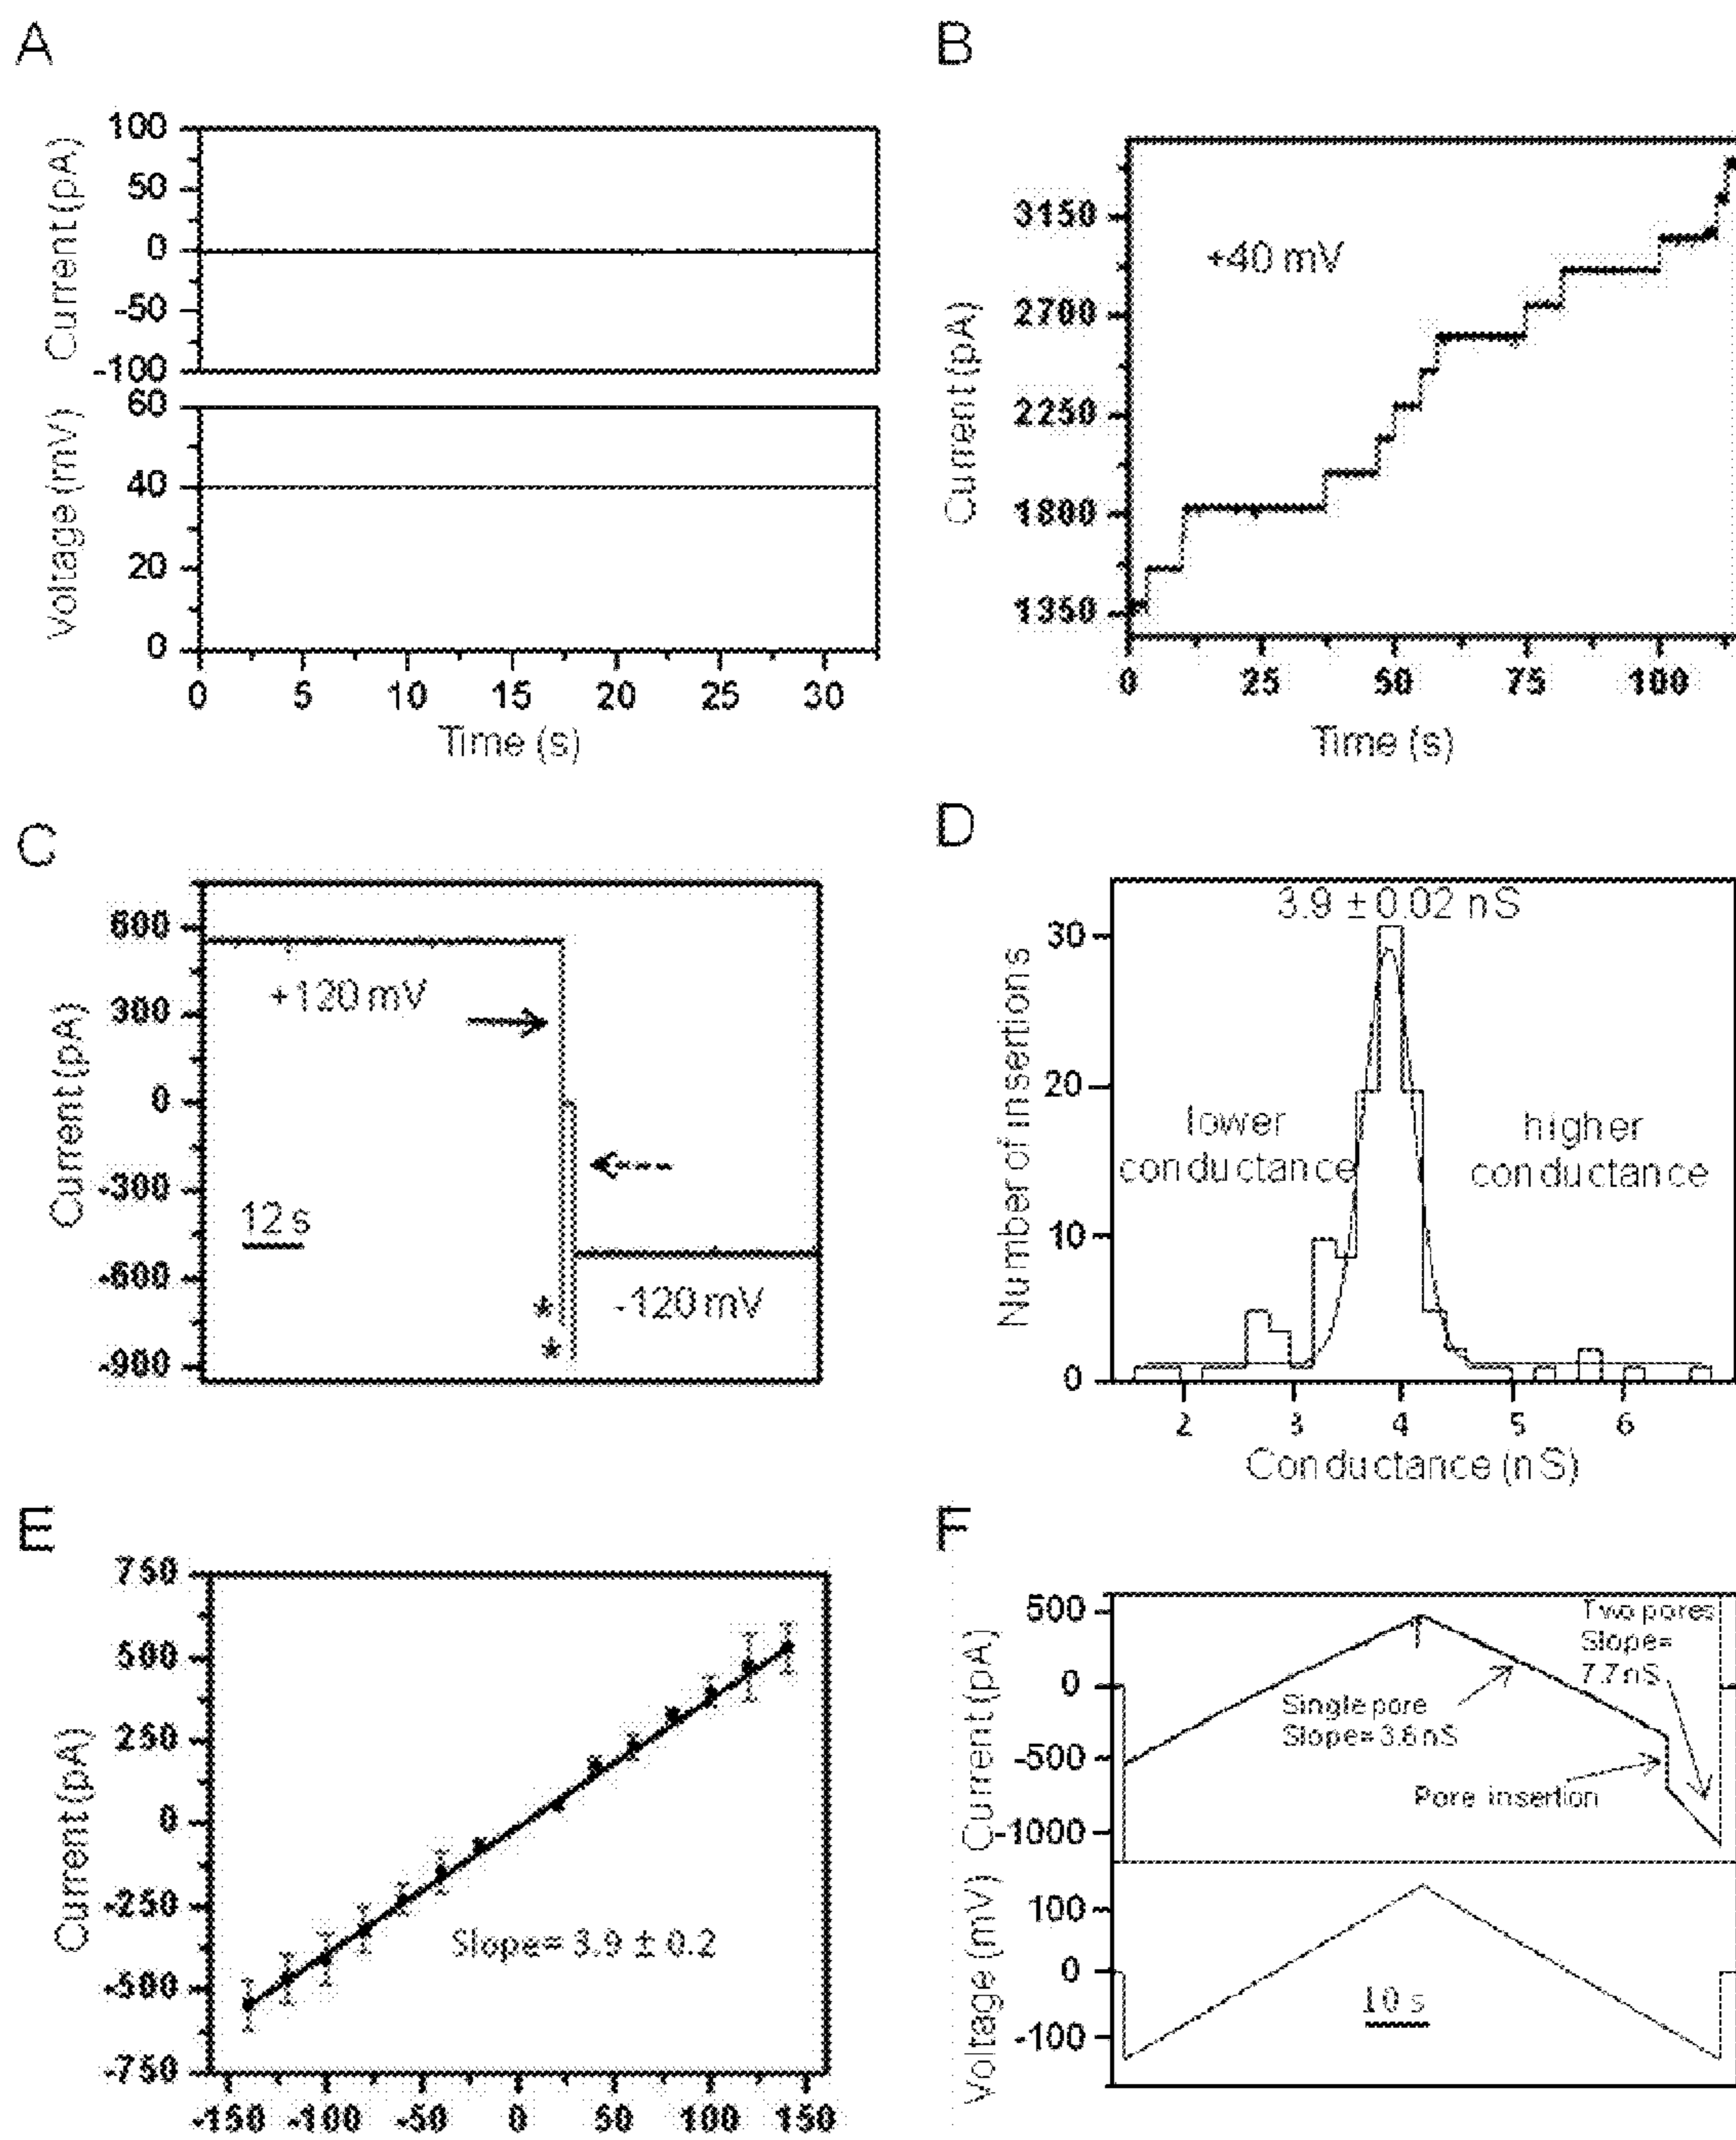 A
100
50
0
-50
-100
Current (pA)
60
40
20
0
Voltage (mV)
0 5 10 15 20 25 30
Time (s)
B
3150
2700
2250
1800
1350
Current (pA)
+40 mV
0 25 50 75 100
Time (s)
C
600
300
0
-300
-600
-900
Current (pA)
+120 mV
12 s
*
*
-120 mV
D
3.9 ± 0.02 nS
30
20
10
0
Number of insertions
lower
conductance
higher
conductance
2 3 4 5 6
Conductance (nS)
E
750
500
250
0
-250
-500
-750
Current (pA)
Slope= 3.9 ± 0.2
-150 -100 -50 0 50 100 150
F
500
0
-500
-1000
Current (pA)
Two pores
Slope=
7.7nS
Single pore
Slope=3.6nS
Pore insertion
100
0
-100
Voltage (mV)
10 s